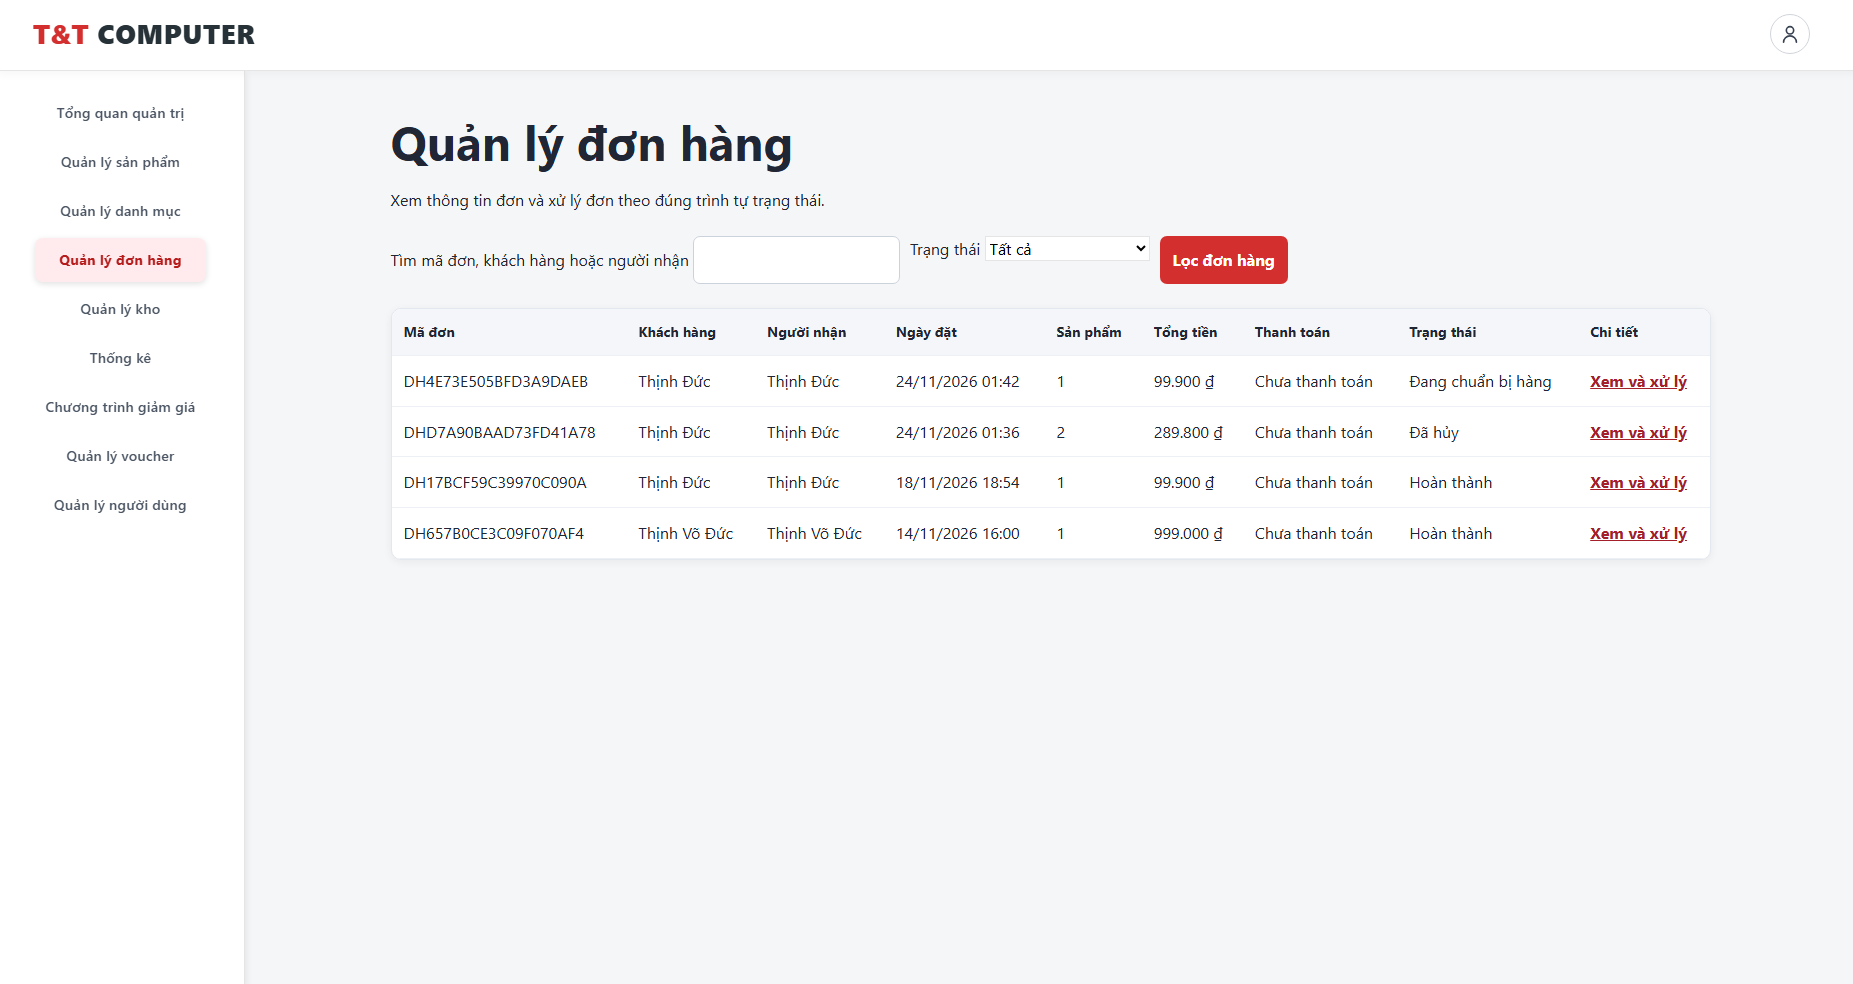 T&T COMPUTER
Tổng quan quản trị
Quản lý sản phẩm
Quản lý danh mục
Quản lý đơn hàng
Quản lý kho
Thống kê
Chương trình giảm giá
Quản lý voucher
Quản lý người dùng
Quản lý đơn hàng
Xem thông tin đơn và xử lý đơn theo đúng trình tự trạng thái.
Tìm mã đơn, khách hàng hoặc người nhận Trạng thái Tất cả Lọc đơn hàng
Mã đơn Khách hàng Người nhận Ngày đặt Sản phẩm Tổng tiền Thanh toán Trạng thái Chi tiết
DH4E73E505BFD3A9DAEB Thịnh Đức Thịnh Đức 24/11/2026 01:42 1 99.900 ₫ Chưa thanh toán Đang chuẩn bị hàng Xem và xử lý
DHD7A90BAAD73FD41A78 Thịnh Đức Thịnh Đức 24/11/2026 01:36 2 289.800 ₫ Chưa thanh toán Đã hủy Xem và xử lý
DH17BCF59C39970C090A Thịnh Đức Thịnh Đức 18/11/2026 18:54 1 99.900 ₫ Chưa thanh toán Hoàn thành Xem và xử lý
DH657B0CE3C09F070AF4 Thịnh Võ Đức Thịnh Võ Đức 14/11/2026 16:00 1 999.000 ₫ Chưa thanh toán Hoàn thành Xem và xử lý